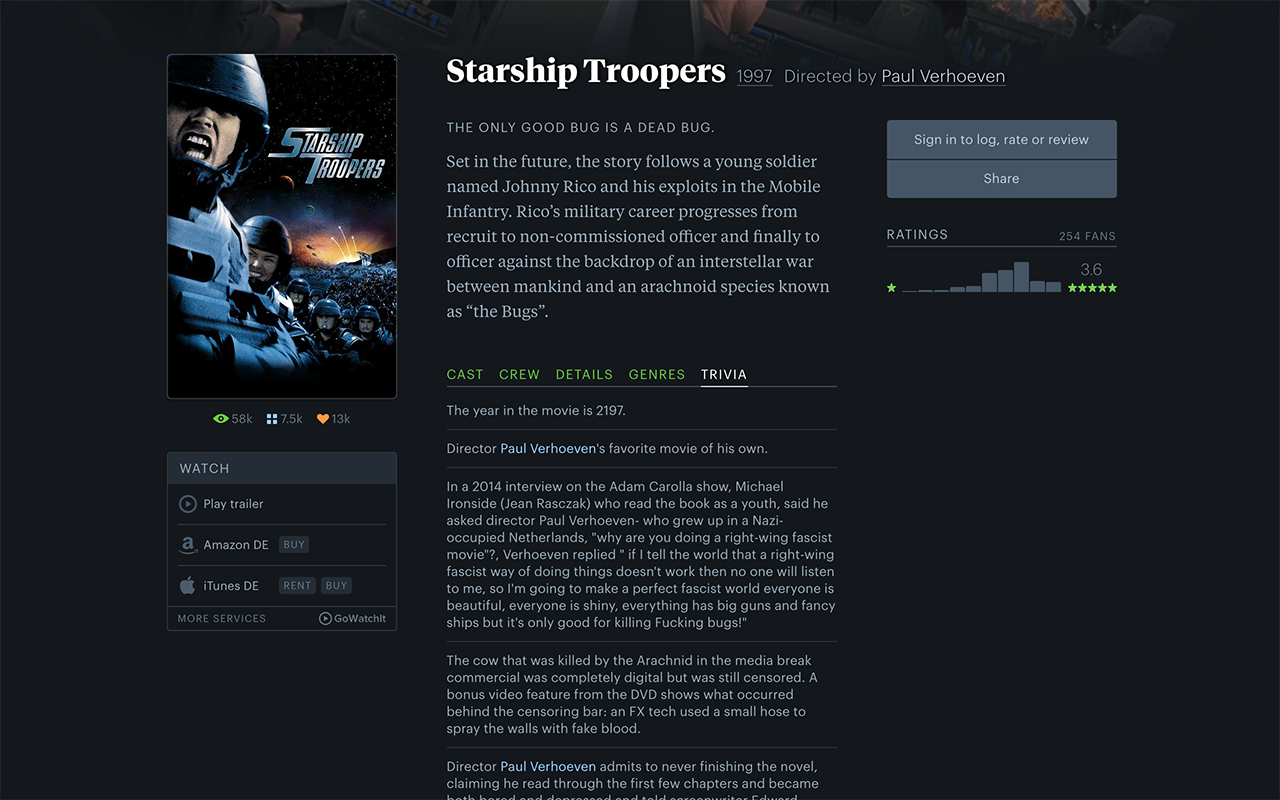 Starship Troopers 1997 Directed by Paul Verhoeven
STARSHIP
TROOPERS
58k 7.5k 13k
WATCH
Play trailer
Amazon DE BUY
iTunes DE RENT BUY
MORE SERVICES GoWatchIt
THE ONLY GOOD BUG IS A DEAD BUG.
Set in the future, the story follows a young soldier
named Johnny Rico and his exploits in the Mobile
Infantry. Rico’s military career progresses from
recruit to non-commissioned officer and finally to
officer against the backdrop of an interstellar war
between mankind and an arachnoid species known
as “the Bugs”.
CAST CREW DETAILS GENRES TRIVIA
The year in the movie is 2197.
Director Paul Verhoeven's favorite movie of his own.
In a 2014 interview on the Adam Carolla show, Michael
Ironside (Jean Rasczak) who read the book as a youth, said he
asked director Paul Verhoeven- who grew up in a Nazi-
occupied Netherlands, "why are you doing a right-wing fascist
movie"?, Verhoeven replied " if I tell the world that a right-wing
fascist way of doing things doesn't work then no one will listen
to me, so I'm going to make a perfect fascist world everyone is
beautiful, everyone is shiny, everything has big guns and fancy
ships but it's only good for killing Fucking bugs!"
The cow that was killed by the Arachnid in the media break
commercial was completely digital but was still censored. A
bonus video feature from the DVD shows what occurred
behind the censoring bar: an FX tech used a small hose to
spray the walls with fake blood.
Director Paul Verhoeven admits to never finishing the novel,
claiming he read through the first few chapters and became
both bored and depressed and told screenwriter Edward
Sign in to log, rate or review
Share
RATINGS 254 FANS
3.6